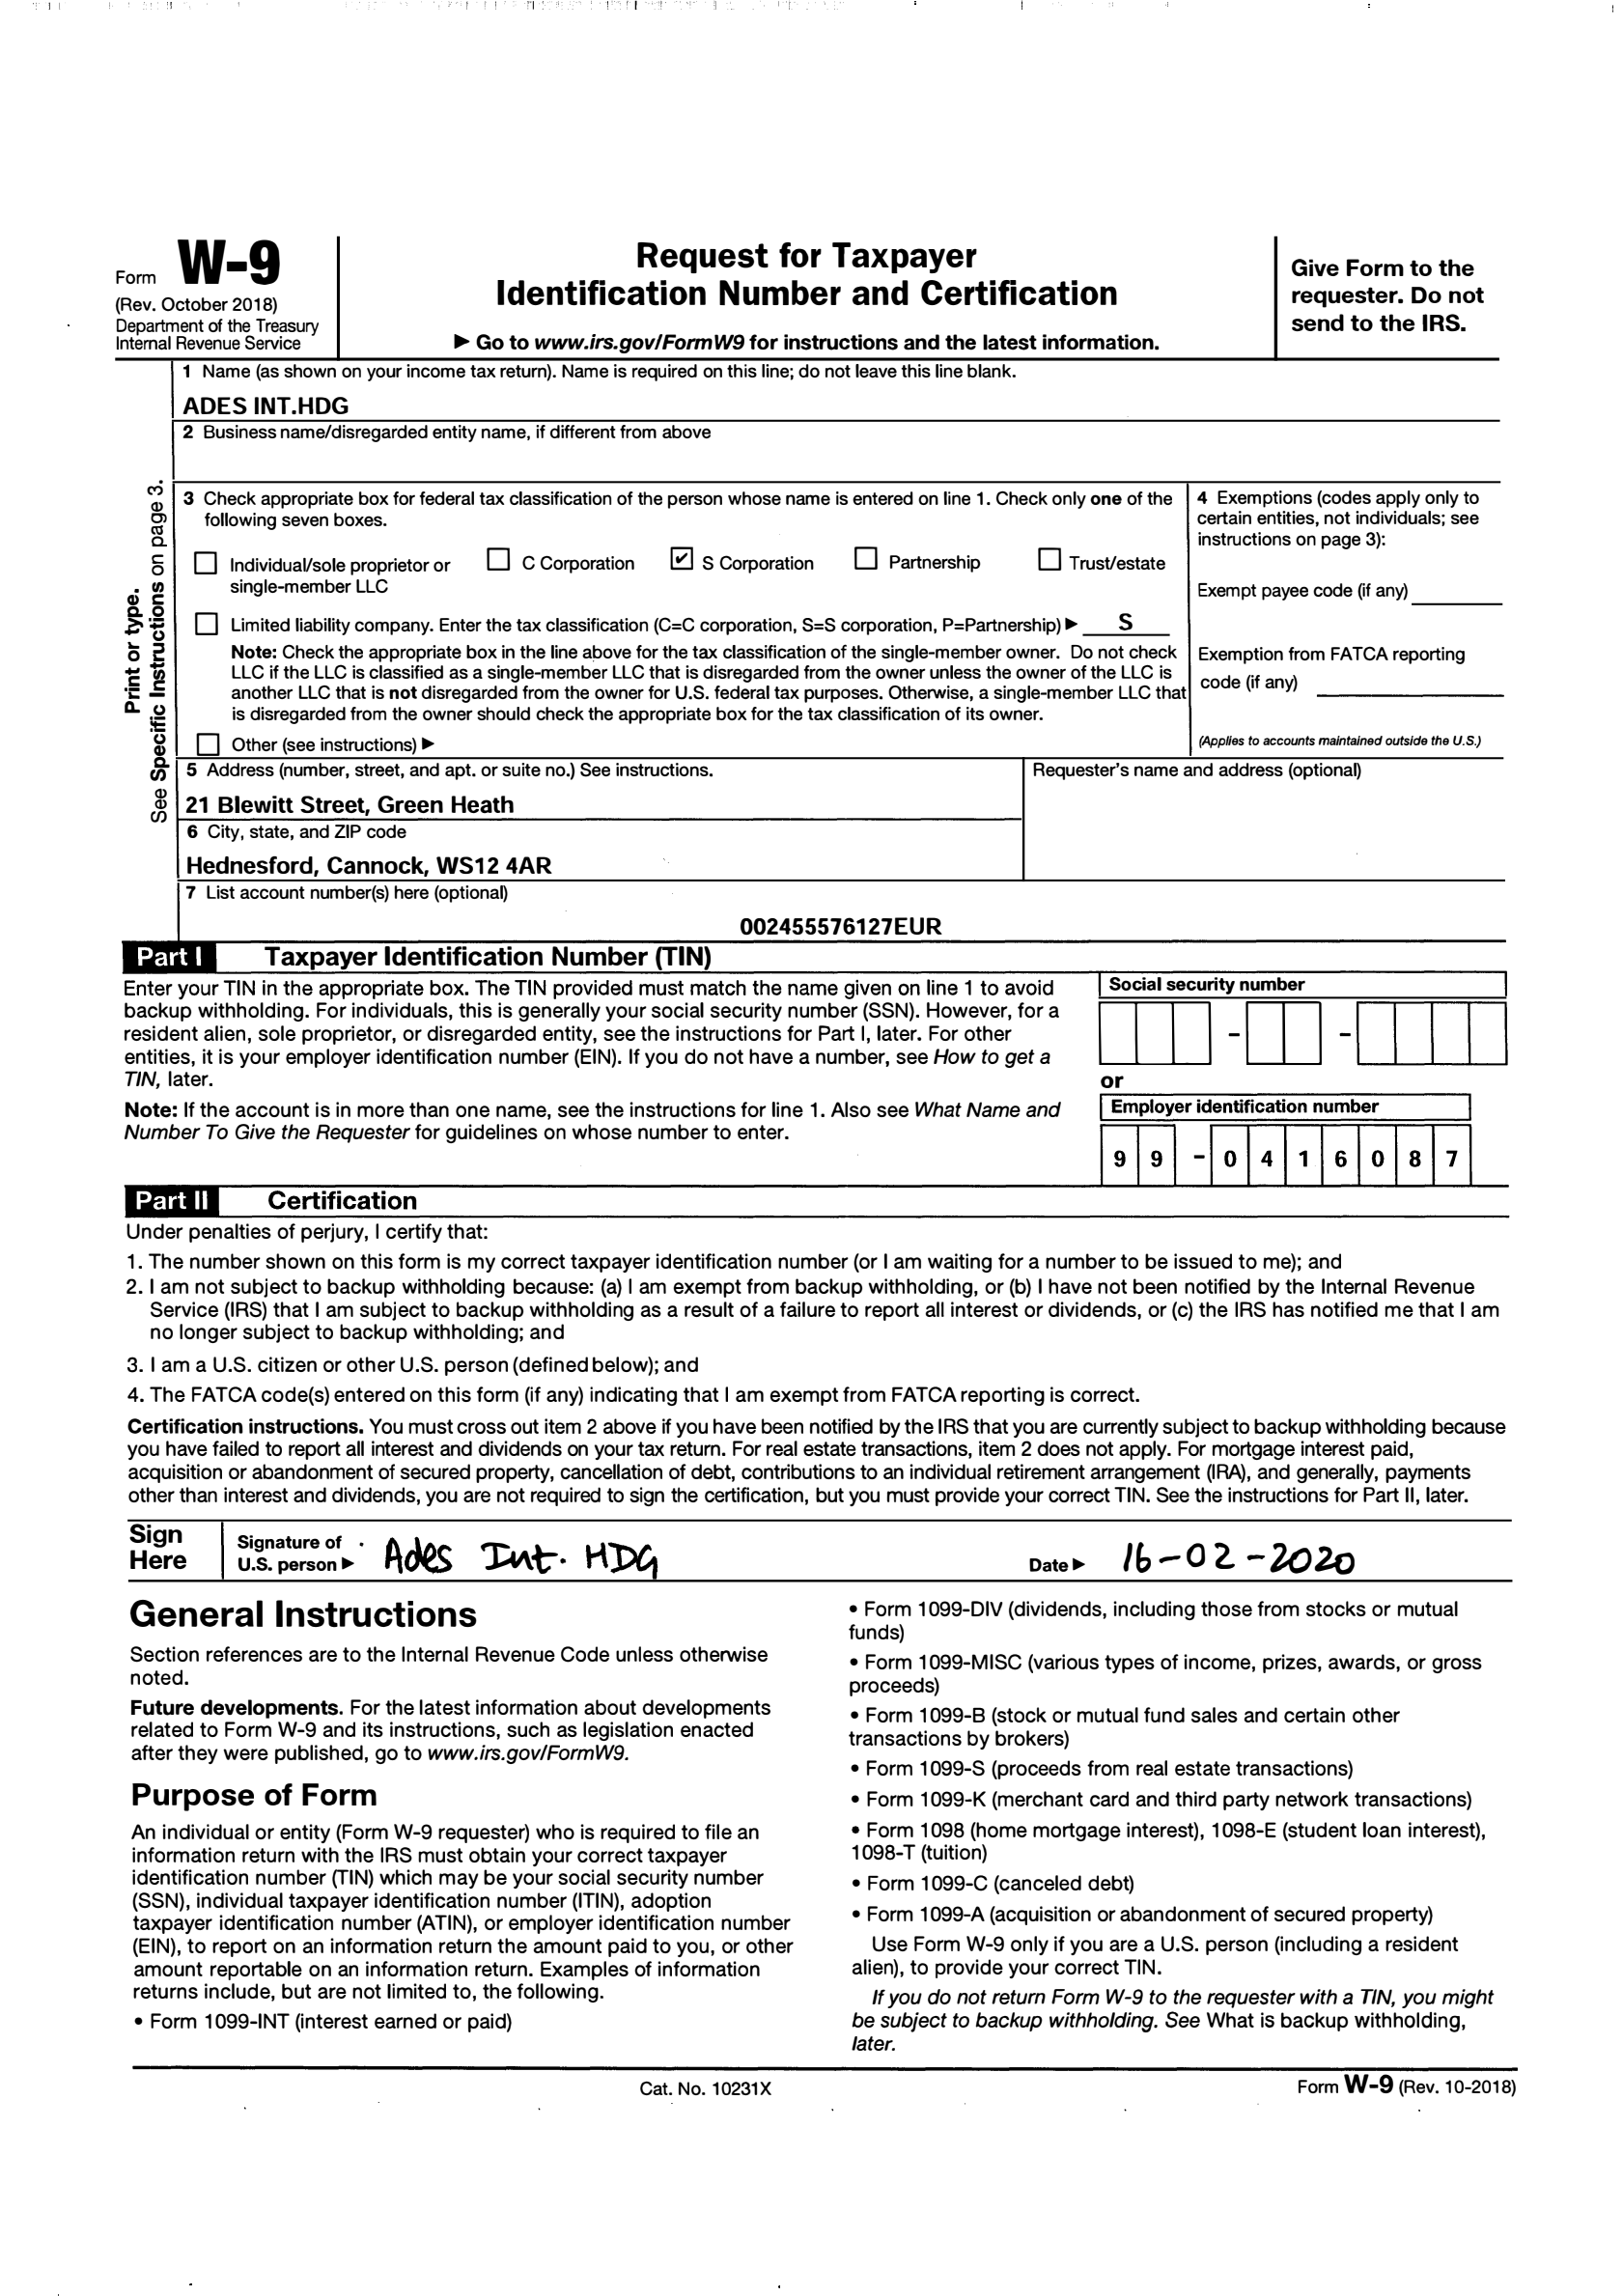 Form W-9
(Rev. October 2018)
Department of the Treasury
Internal Revenue Service
Request for Taxpayer
Identification Number and Certification
▶ Go to www.irs.gov/FormW9 for instructions and the latest information.
Give Form to the
requester. Do not
send to the IRS.
Print or type.
See Specific Instructions on page 3.
1 Name (as shown on your income tax return). Name is required on this line; do not leave this line blank.
ADES INT.HDG
2 Business name/disregarded entity name, if different from above
3 Check appropriate box for federal tax classification of the person whose name is entered on line 1. Check only one of the
following seven boxes.
Individual/sole proprietor or
single-member LLC
C Corporation
✔ S Corporation
Partnership
Trust/estate
Limited liability company. Enter the tax classification (C=C corporation, S=S corporation, P=Partnership) ▶ S
Note: Check the appropriate box in the line above for the tax classification of the single-member owner. Do not check
LLC if the LLC is classified as a single-member LLC that is disregarded from the owner unless the owner of the LLC is
another LLC that is not disregarded from the owner for U.S. federal tax purposes. Otherwise, a single-member LLC that
is disregarded from the owner should check the appropriate box for the tax classification of its owner.
Other (see instructions) ▶
4 Exemptions (codes apply only to
certain entities, not individuals; see
instructions on page 3):
Exempt payee code (if any)
Exemption from FATCA reporting
code (if any)
(Applies to accounts maintained outside the U.S.)
5 Address (number, street, and apt. or suite no.) See instructions.
21 Blewitt Street, Green Heath
6 City, state, and ZIP code
Hednesford, Cannock, WS12 4AR
Requester's name and address (optional)
7 List account number(s) here (optional)
002455576127EUR
Part I Taxpayer Identification Number (TIN)
Enter your TIN in the appropriate box. The TIN provided must match the name given on line 1 to avoid
backup withholding. For individuals, this is generally your social security number (SSN). However, for a
resident alien, sole proprietor, or disregarded entity, see the instructions for Part I, later. For other
entities, it is your employer identification number (EIN). If you do not have a number, see How to get a
TIN, later.
Note: If the account is in more than one name, see the instructions for line 1. Also see What Name and
Number To Give the Requester for guidelines on whose number to enter.
Social security number
– –
or
Employer identification number
9 9 – 0 4 1 6 0 8 7
Part II Certification
Under penalties of perjury, I certify that:
1. The number shown on this form is my correct taxpayer identification number (or I am waiting for a number to be issued to me); and
2. I am not subject to backup withholding because: (a) I am exempt from backup withholding, or (b) I have not been notified by the Internal Revenue
Service (IRS) that I am subject to backup withholding as a result of a failure to report all interest or dividends, or (c) the IRS has notified me that I am
no longer subject to backup withholding; and
3. I am a U.S. citizen or other U.S. person (defined below); and
4. The FATCA code(s) entered on this form (if any) indicating that I am exempt from FATCA reporting is correct.
Certification instructions. You must cross out item 2 above if you have been notified by the IRS that you are currently subject to backup withholding because
you have failed to report all interest and dividends on your tax return. For real estate transactions, item 2 does not apply. For mortgage interest paid,
acquisition or abandonment of secured property, cancellation of debt, contributions to an individual retirement arrangement (IRA), and generally, payments
other than interest and dividends, you are not required to sign the certification, but you must provide your correct TIN. See the instructions for Part II, later.
Sign
Here
Signature of
U.S. person ▶
Ades Int. HDG
Date ▶ 16-02-2020
General Instructions
Section references are to the Internal Revenue Code unless otherwise
noted.
Future developments. For the latest information about developments
related to Form W-9 and its instructions, such as legislation enacted
after they were published, go to www.irs.gov/FormW9.
Purpose of Form
An individual or entity (Form W-9 requester) who is required to file an
information return with the IRS must obtain your correct taxpayer
identification number (TIN) which may be your social security number
(SSN), individual taxpayer identification number (ITIN), adoption
taxpayer identification number (ATIN), or employer identification number
(EIN), to report on an information return the amount paid to you, or other
amount reportable on an information return. Examples of information
returns include, but are not limited to, the following.
• Form 1099-INT (interest earned or paid)
• Form 1099-DIV (dividends, including those from stocks or mutual
funds)
• Form 1099-MISC (various types of income, prizes, awards, or gross
proceeds)
• Form 1099-B (stock or mutual fund sales and certain other
transactions by brokers)
• Form 1099-S (proceeds from real estate transactions)
• Form 1099-K (merchant card and third party network transactions)
• Form 1098 (home mortgage interest), 1098-E (student loan interest),
1098-T (tuition)
• Form 1099-C (canceled debt)
• Form 1099-A (acquisition or abandonment of secured property)
Use Form W-9 only if you are a U.S. person (including a resident
alien), to provide your correct TIN.
If you do not return Form W-9 to the requester with a TIN, you might
be subject to backup withholding. See What is backup withholding,
later.
Cat. No. 10231X
Form W-9 (Rev. 10-2018)